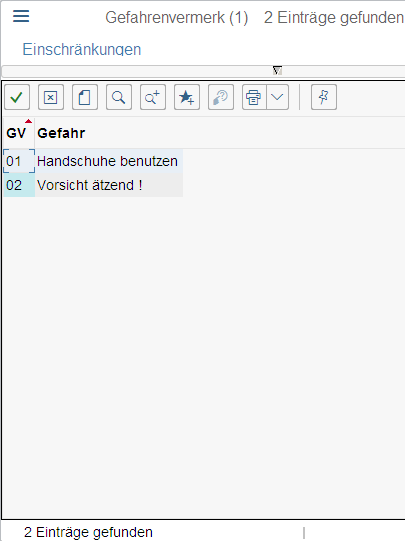 Gefahrenvermerk (1) 2 Einträge gefunden
Einschränkungen
GV Gefahr
01 Handschuhe benutzen
02 Vorsicht ätzend !
2 Einträge gefunden